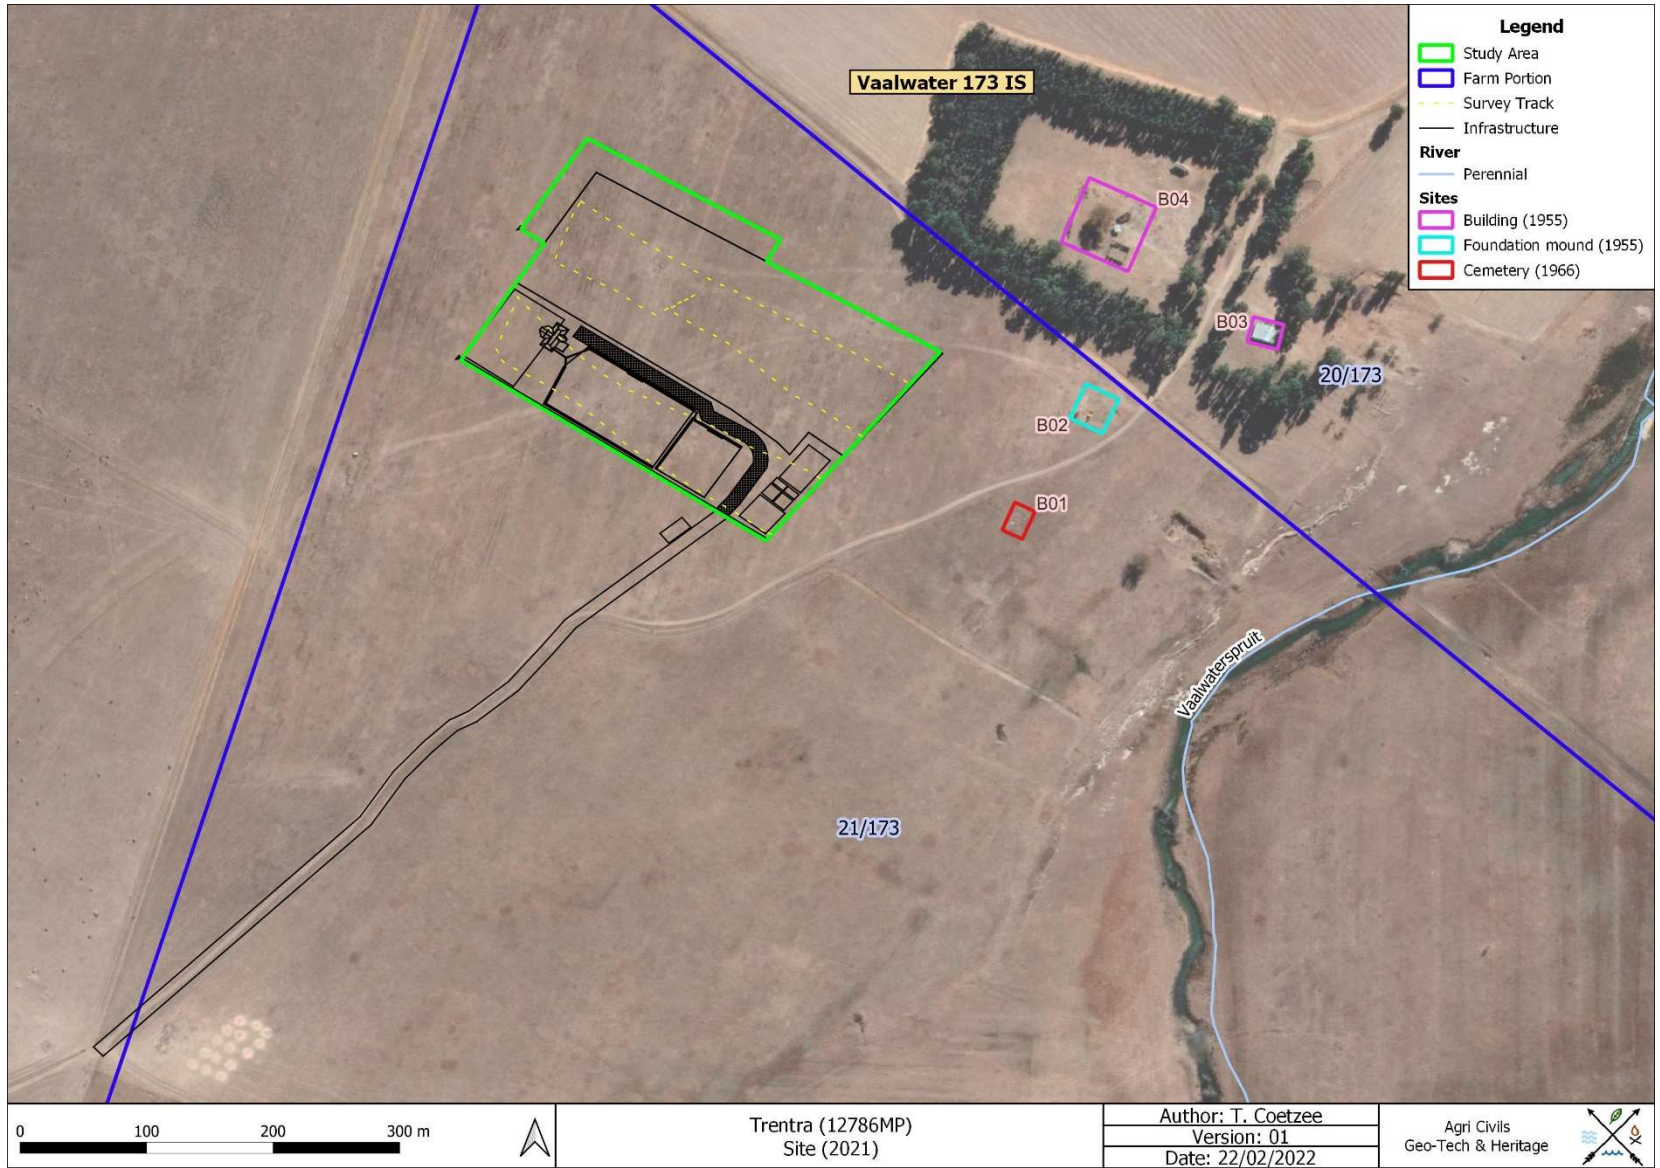 Legend
Study Area
Farm Portion
Survey Track
Infrastructure
River
Perennial
Sites
Building (1955)
Foundation mound (1955)
Cemetery (1966)
Vaalwater 173 IS
B04
B03
20/173
B02
B01
Vaalwaterspruit
21/173
0 100 200 300 m
Trentra (12786MP)
Site (2021)
Author: T. Coetzee
Version: 01
Date: 22/02/2022
Agri Civils
Geo-Tech & Heritage